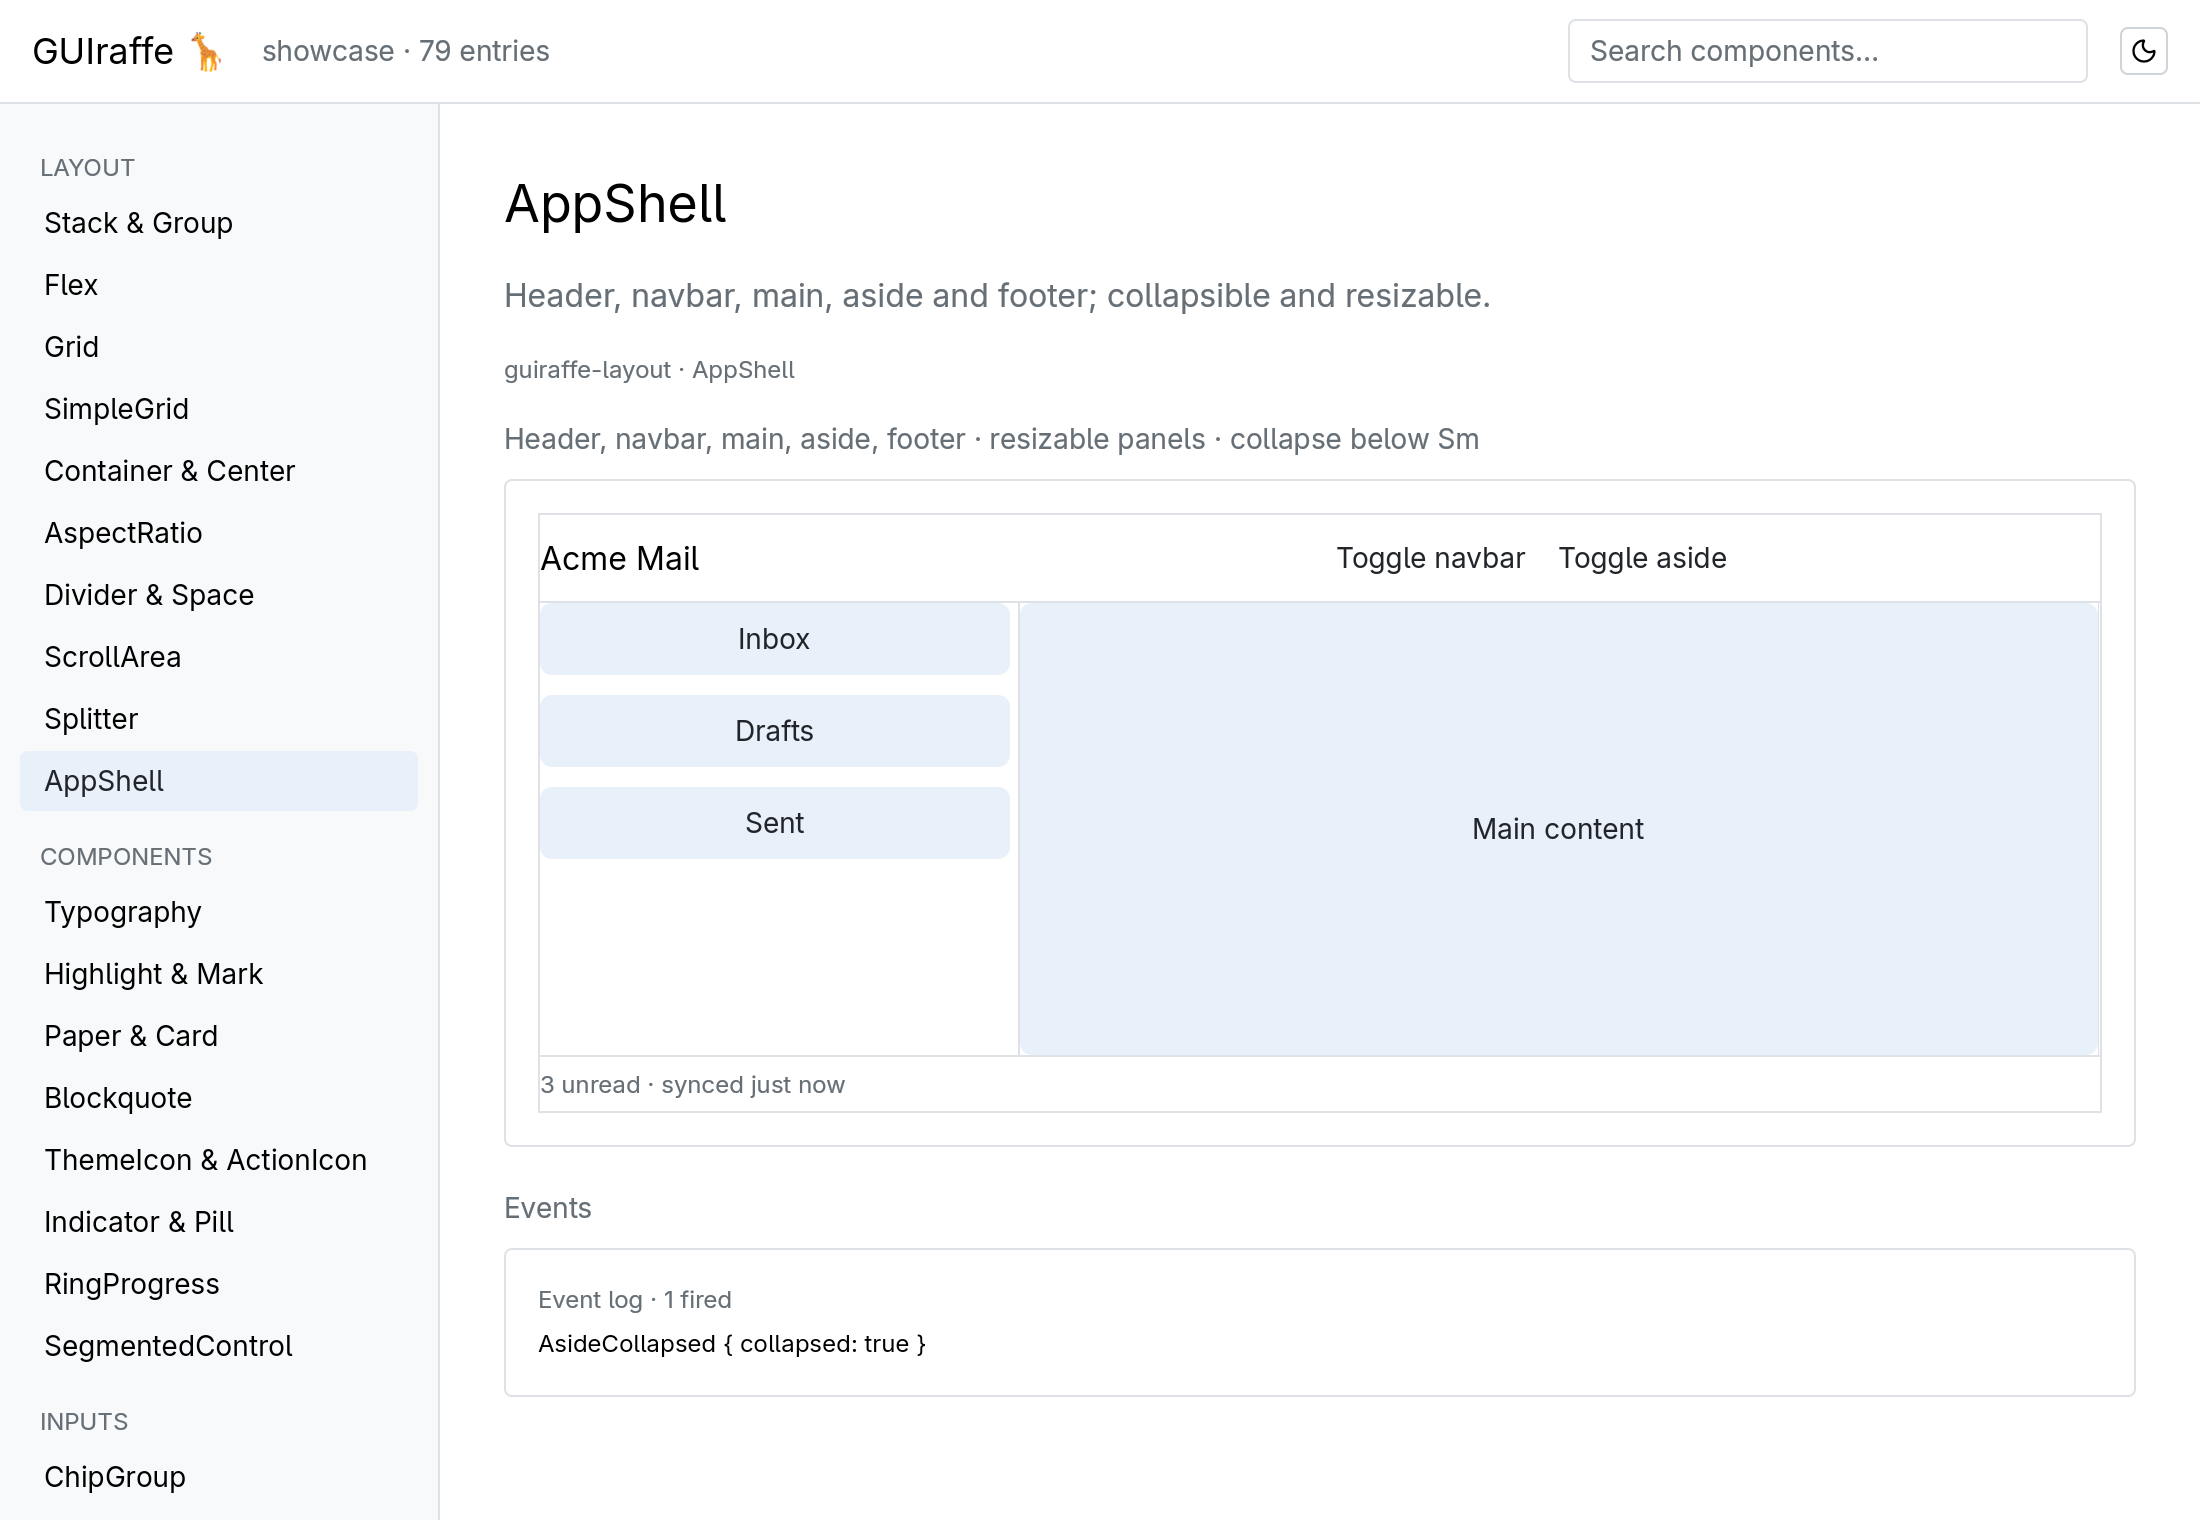 GUIraffe 🦒 showcase · 79 entries
Search components...
LAYOUT
Stack & Group
Flex
Grid
SimpleGrid
Container & Center
AspectRatio
Divider & Space
ScrollArea
Splitter
AppShell
COMPONENTS
Typography
Highlight & Mark
Paper & Card
Blockquote
ThemeIcon & ActionIcon
Indicator & Pill
RingProgress
SegmentedControl
INPUTS
ChipGroup
AppShell
Header, navbar, main, aside and footer; collapsible and resizable.
guiraffe-layout · AppShell
Header, navbar, main, aside, footer · resizable panels · collapse below Sm
Acme Mail
Toggle navbar
Toggle aside
Inbox
Drafts
Sent
Main content
3 unread · synced just now
Events
Event log · 1 fired
AsideCollapsed { collapsed: true }